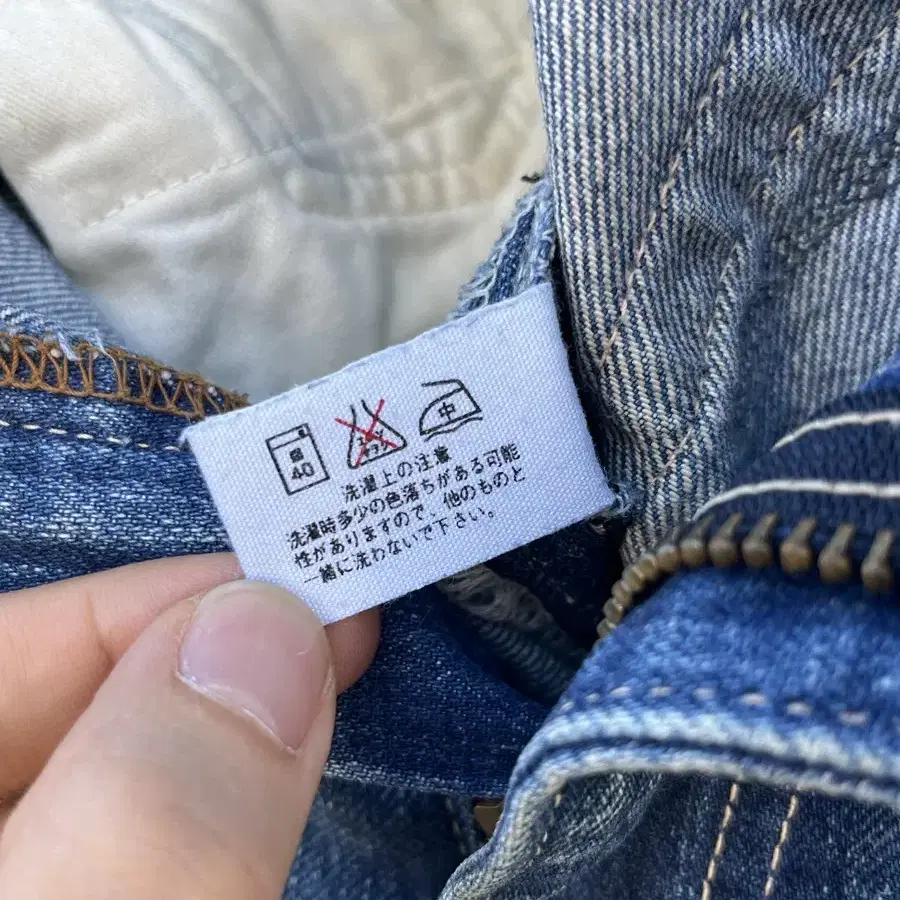 40
中
洗濯上の注意
洗濯時多少の色落ちがある可能
性がありますので、他のものと
一緒に洗わないで下さい。